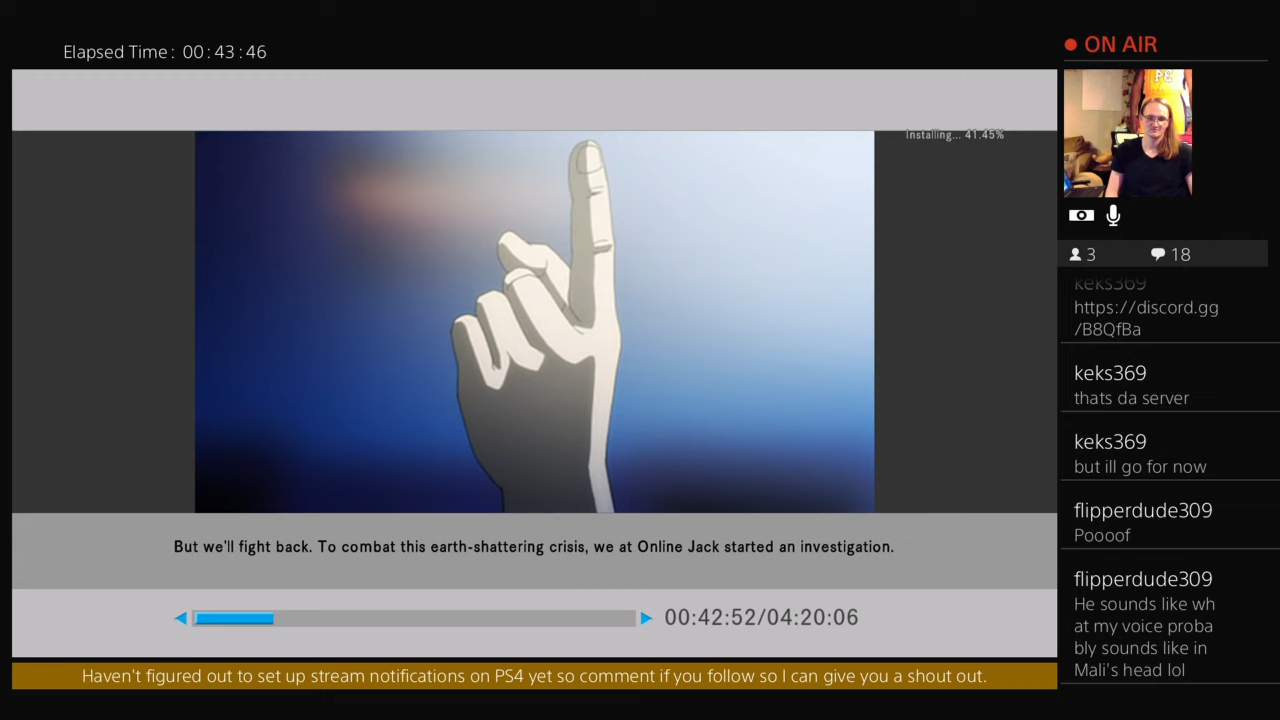 Elapsed Time: 00:43:46
ON AIR
Installing... 41.45%
3
18
keks369
https://discord.gg
/B8QfBa
keks369
thats da server
keks369
but ill go for now
flipperdude309
Poooof
flipperdude309
He sounds like wh
at my voice proba
bly sounds like in
Mali's head lol
But we'll fight back. To combat this earth-shattering crisis, we at Online Jack started an investigation.
00:42:52/04:20:06
Haven't figured out to set up stream notifications on PS4 yet so comment if you follow so I can give you a shout out.